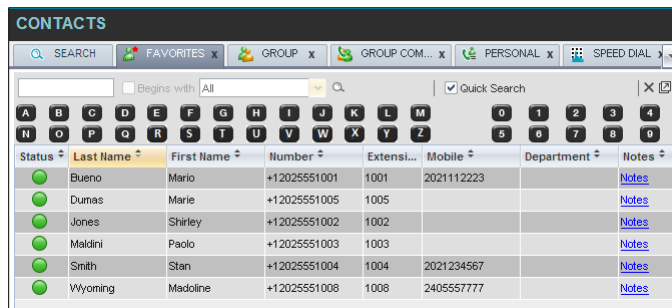 CONTACTS
SEARCH FAVORITES x GROUP x GROUP COM... x PERSONAL x SPEED DIAL x
Begins with All Quick Search
A B C D E F G H I J K L M 0 1 2 3 4
N O P Q R S T U V W X Y Z 5 6 7 8 9
Status Last Name First Name Number Extensi... Mobile Department Notes
Bueno Mario +12025551001 1001 2021112223 Notes
Dumas Marie +12025551005 1005 Notes
Jones Shirley +12025551002 1002 Notes
Maldini Paolo +12025551003 1003 Notes
Smith Stan +12025551004 1004 2021234567 Notes
Wyoming Madoline +12025551008 1008 2405557777 Notes